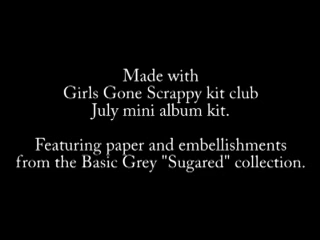 Made with
Girls Gone Scrappy kit club
July mini album kit.
Featuring paper and embellishments
from the Basic Grey "Sugared" collection.